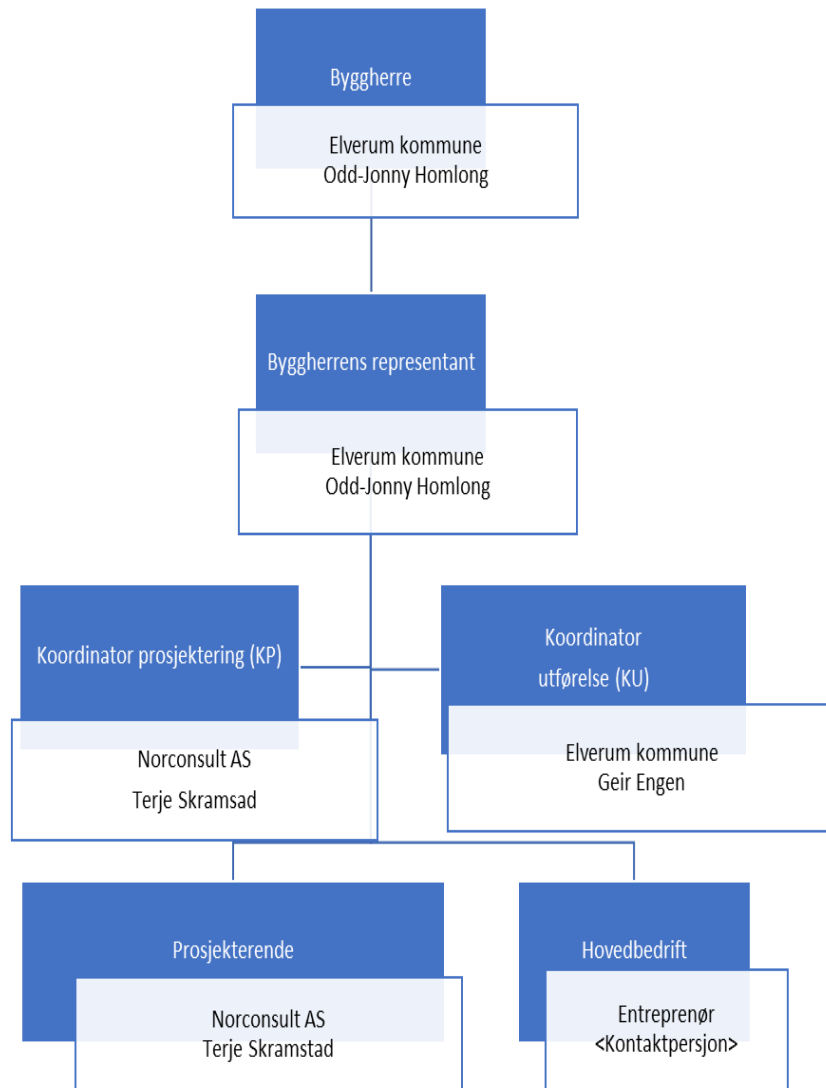 Byggherre
Elverum kommune
Odd-Jonny Homlong
Byggherrens representant
Elverum kommune
Odd-Jonny Homlong
Koordinator prosjektering (KP)
Norconsult AS
Terje Skramsad
Koordinator
utførelse (KU)
Elverum kommune
Geir Engen
Prosjekterende
Norconsult AS
Terje Skramstad
Hovedbedrift
Entreprenør
<Kontaktpersjon>